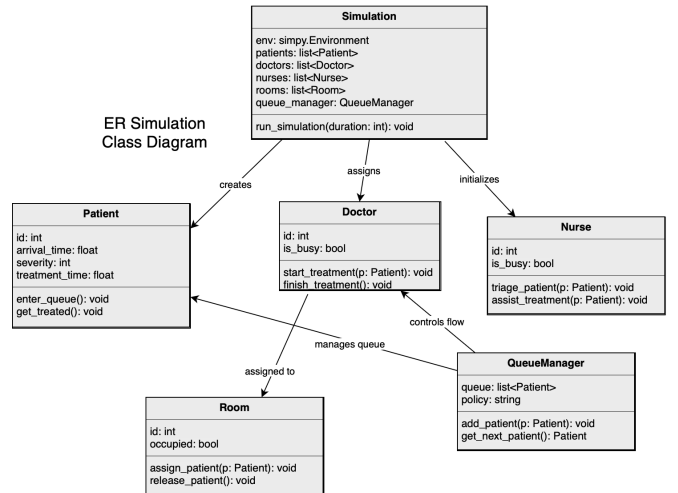 Simulation
env: simpy.Environment
patients: list<Patient>
doctors: list<Doctor>
nurses: list<Nurse>
rooms: list<Room>
queue_manager: QueueManager
run_simulation(duration: int): void
ER Simulation
Class Diagram
creates
assigns
initializes
Patient
id: int
arrival_time: float
severity: int
treatment_time: float
enter_queue(): void
get_treated(): void
Doctor
id: int
is_busy: bool
start_treatment(p: Patient): void
finish_treatment(): void
Nurse
id: int
is_busy: bool
triage_patient(p: Patient): void
assist_treatment(p: Patient): void
controls flow
manages queue
assigned to
QueueManager
queue: list<Patient>
policy: string
add_patient(p: Patient): void
get_next_patient(): Patient
Room
id: int
occupied: bool
assign_patient(p: Patient): void
release_patient(): void